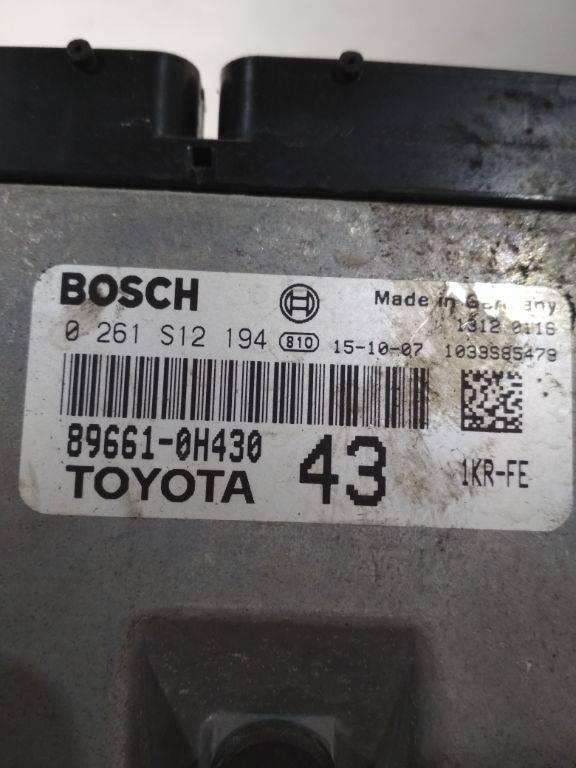 BOSCH
Made in Germany
1312 0116
0 261 S12 194 810 15-10-07 1039S85479
89661-0H430
TOYOTA
43
1KR-FE